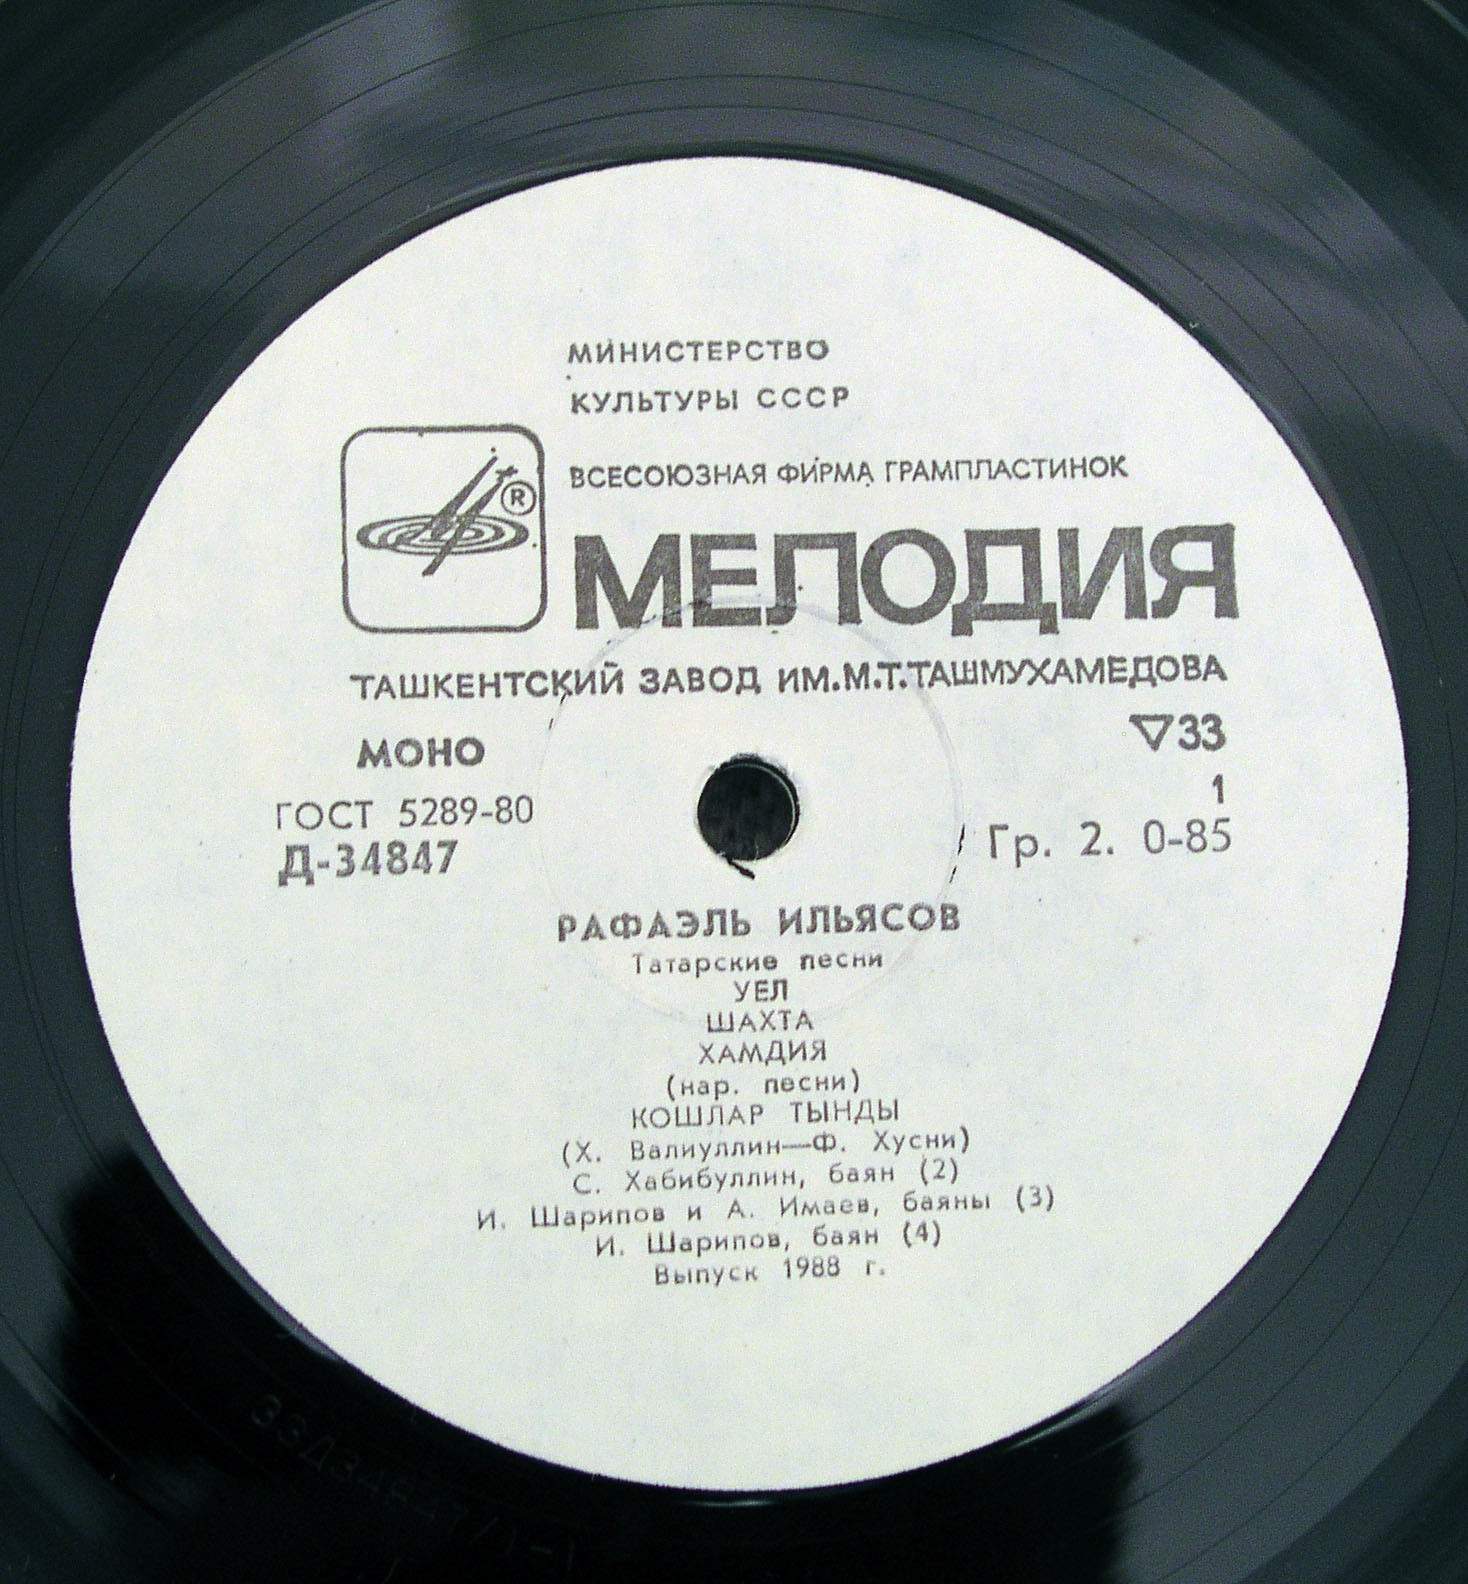 МИНИСТЕРСТВО
КУЛЬТУРЫ СССР
ВСЕСОЮЗНАЯ ФИРМА ГРАМПЛАСТИНОК
®
МЕЛОДИЯ
ТАШКЕНТСКИЙ ЗАВОД ИМ.М.Т.ТАШМУХАМЕДОВА
МОНО
▽33
1
ГОСТ 5289-80
Д-34847
Гр. 2. 0-85
РАФАЭЛЬ ИЛЬЯСОВ
Татарские песни
УЕЛ
ШАХТА
ХАМДИЯ
(нар. песни)
КОШЛАР ТЫНДЫ
(Х. Валиуллин—Ф. Хусни)
С. Хабибуллин, баян (2)
И. Шарипов и А. Имаев, баяны (3)
И. Шарипов, баян (4)
Выпуск 1988 г.